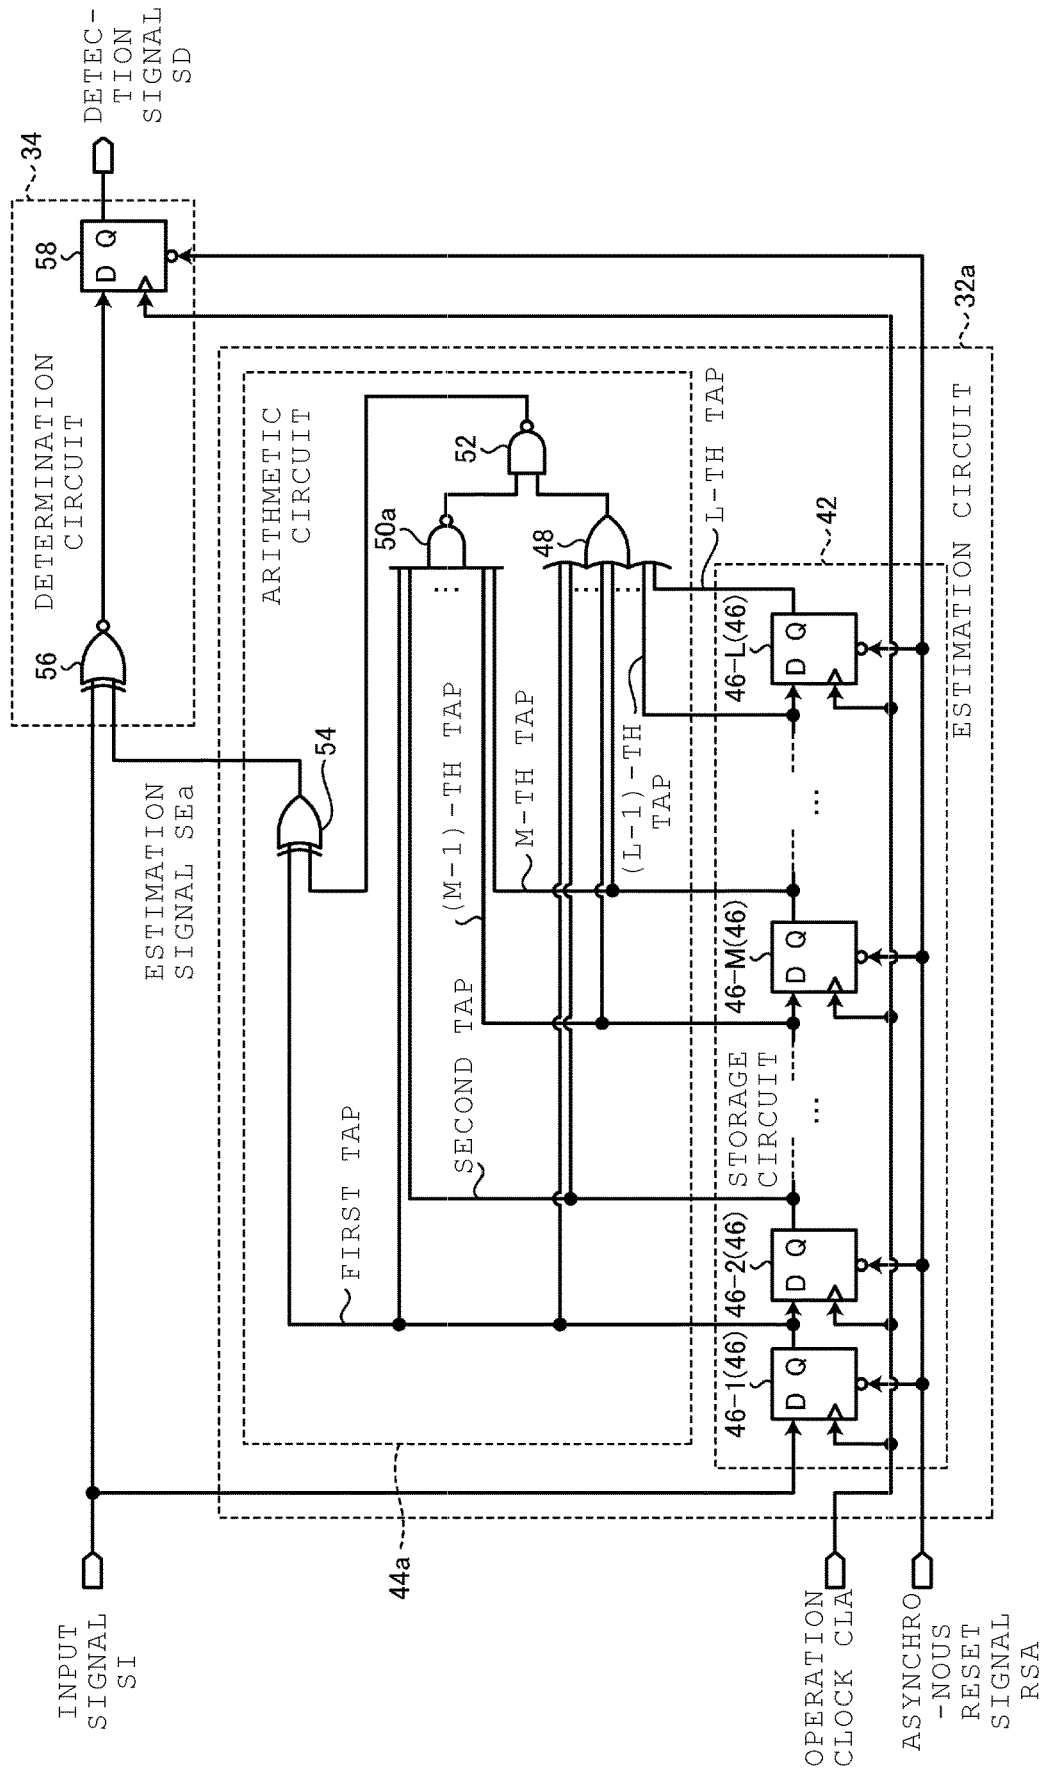 INPUT
SIGNAL
SI
DETERMINATION
CIRCUIT
56
58
D Q
34
DETEC-
TION
SIGNAL
SD
ESTIMATION
SIGNAL SEa
44a
ARITHMETIC
CIRCUIT
54
FIRST TAP
SECOND TAP
(M-1)-TH TAP
M-TH TAP
(L-1)-TH
TAP
L-TH TAP
50a
...
52
48
STORAGE
CIRCUIT
42
46-1(46)
D Q
46-2(46)
D Q
...
46-M(46)
D Q
...
46-L(46)
D Q
ESTIMATION CIRCUIT
32a
OPERATION
CLOCK CLA
ASYNCHRO
-NOUS
RESET
SIGNAL
RSA